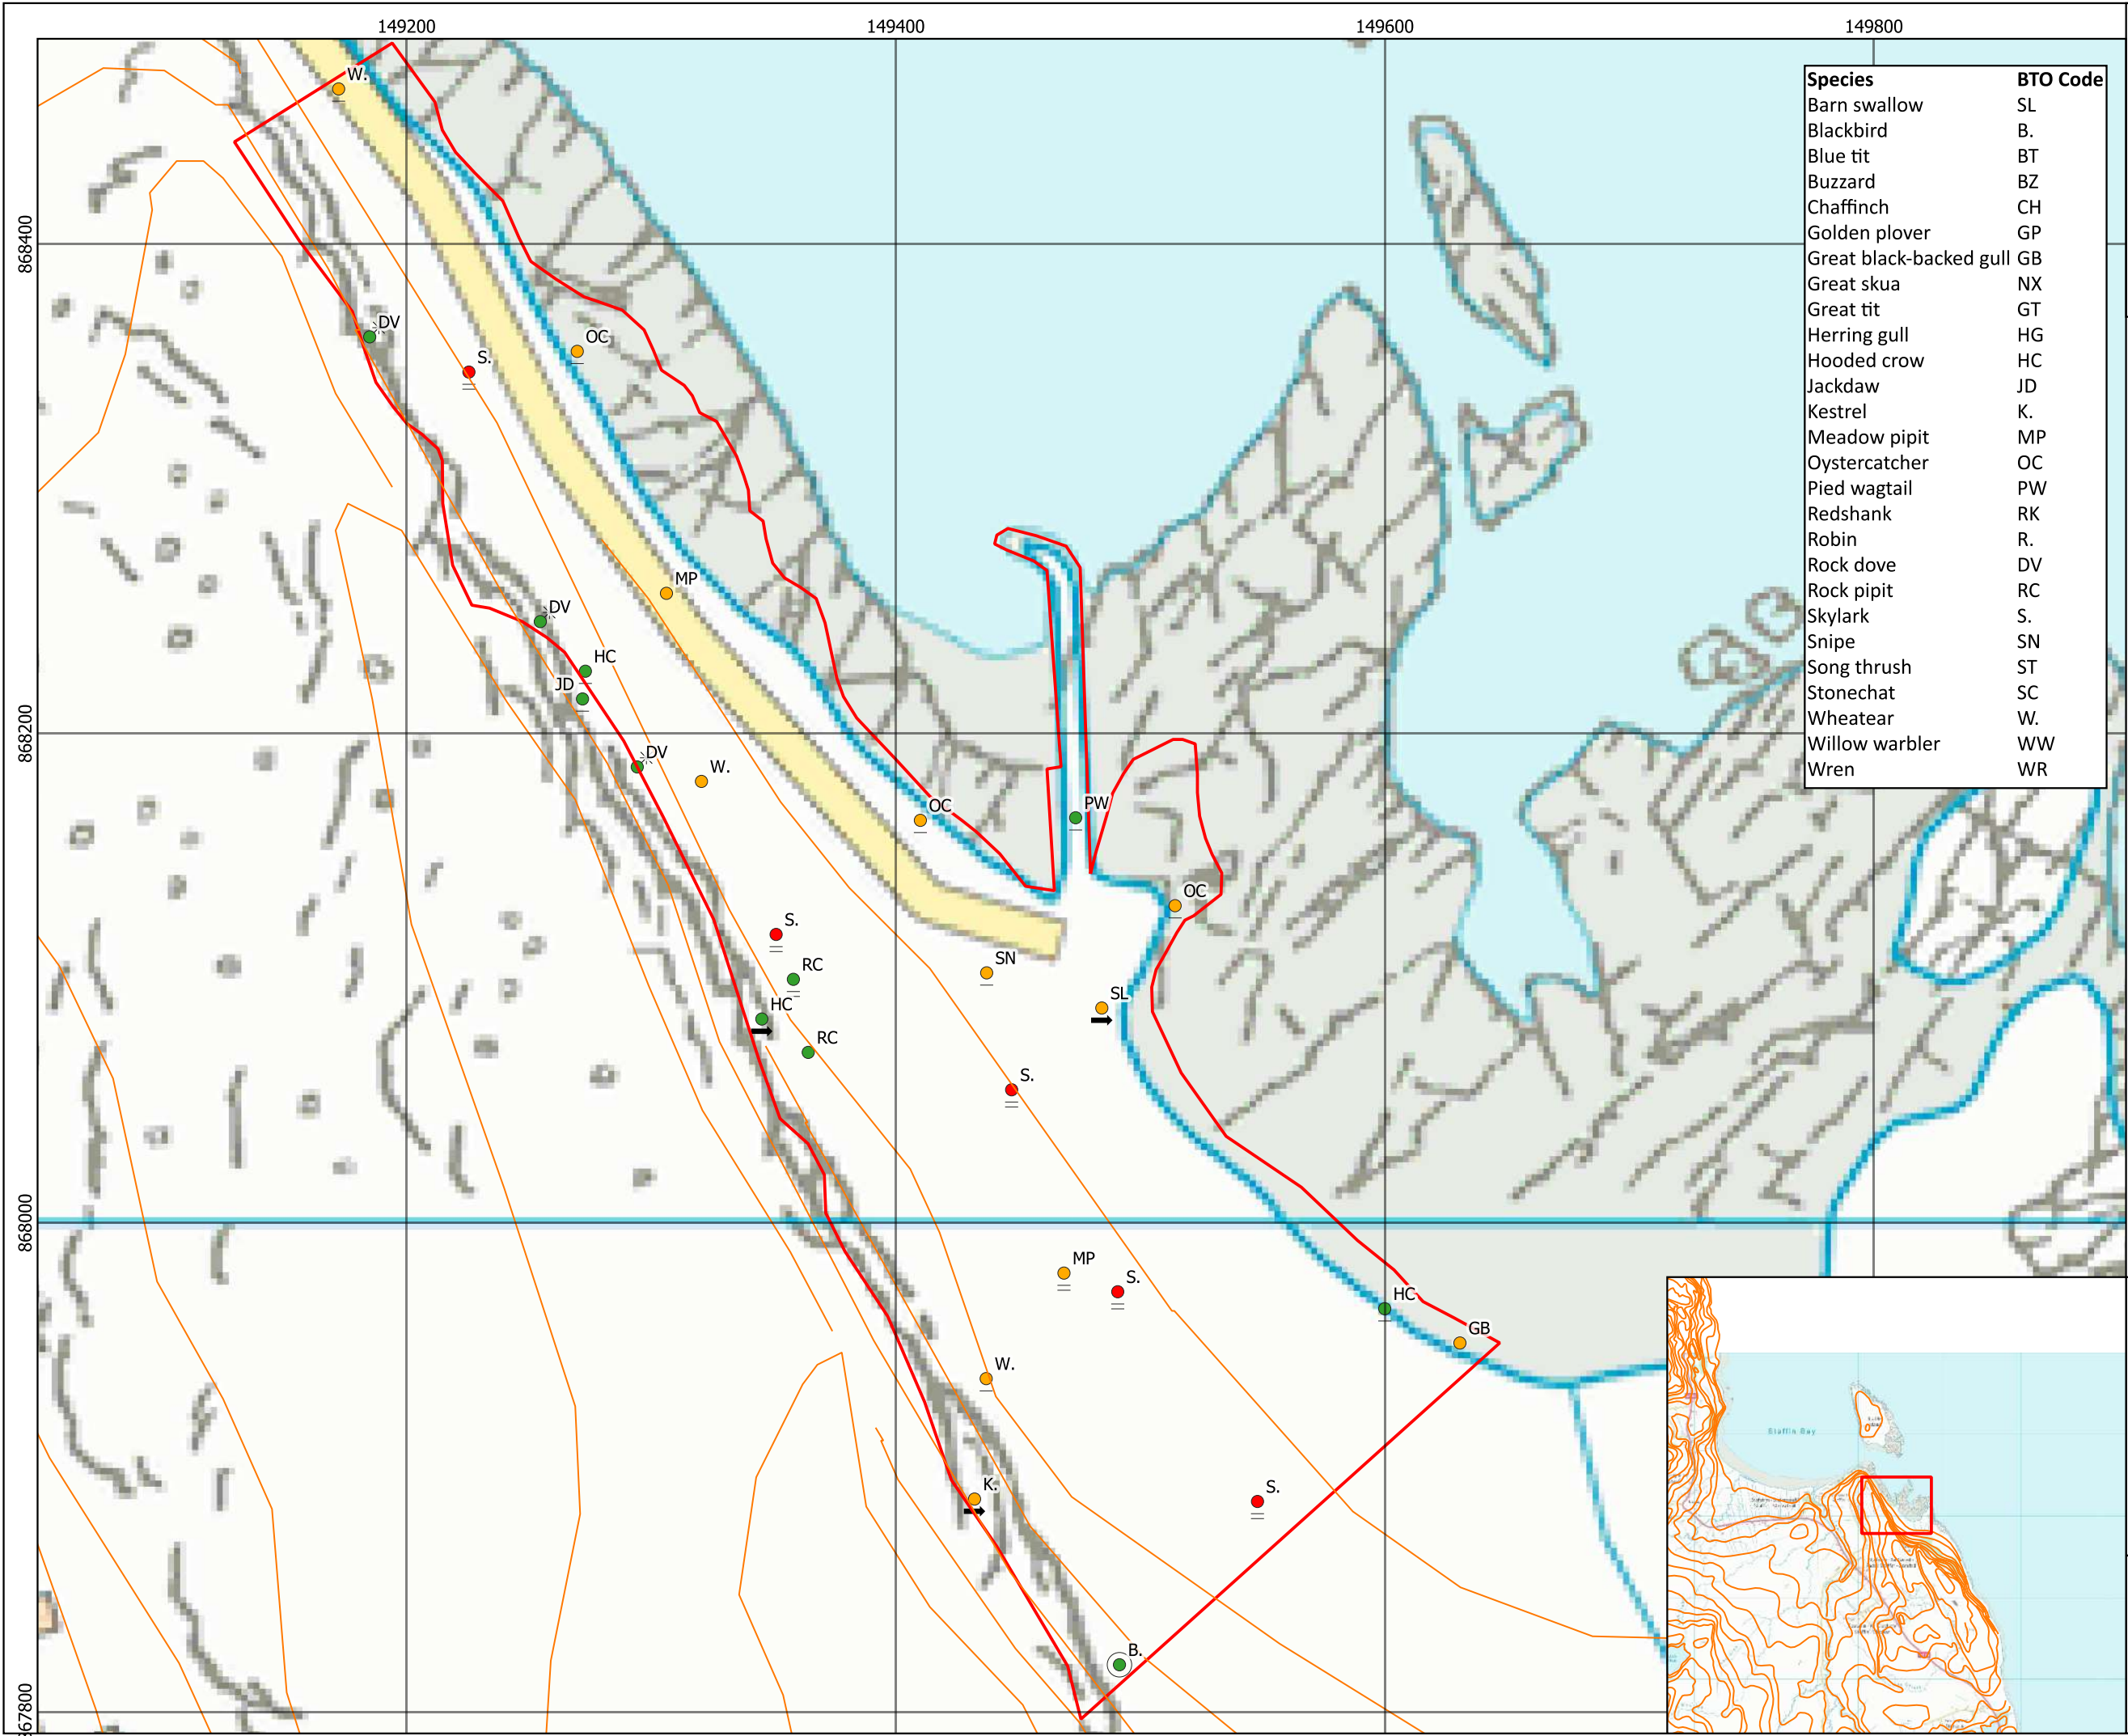 149200 149400 149600 149800
868400
868200
868000
867800
Species BTO Code
Barn swallow SL
Blackbird B.
Blue tit BT
Buzzard BZ
Chaffinch CH
Golden plover GP
Great black-backed gull GB
Great skua NX
Great tit GT
Herring gull HG
Hooded crow HC
Jackdaw JD
Kestrel K.
Meadow pipit MP
Oystercatcher OC
Pied wagtail PW
Redshank RK
Robin R.
Rock dove DV
Rock pipit RC
Skylark S.
Snipe SN
Song thrush ST
Stonechat SC
Wheatear W.
Willow warbler WW
Wren WR
W.
DV
OC
S.
MP
DV
HC
JD
DV
W.
OC
PW
OC
S.
SN
RC
SL
HC
RC
S.
MP
S.
HC
GB
W.
K.
S.
B.
Staffin Bay